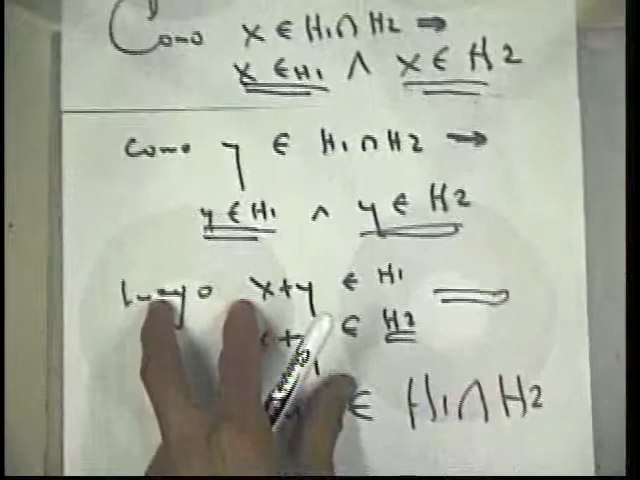 Como x ∈ H1 ∩ H2 ⇒
x ∈ H1 ∧ x ∈ H2
Como y ∈ H1 ∩ H2 ⇒
y ∈ H1 ∧ y ∈ H2
luego x+y ∈ H1
∈ H2
∈ H1 ∩ H2